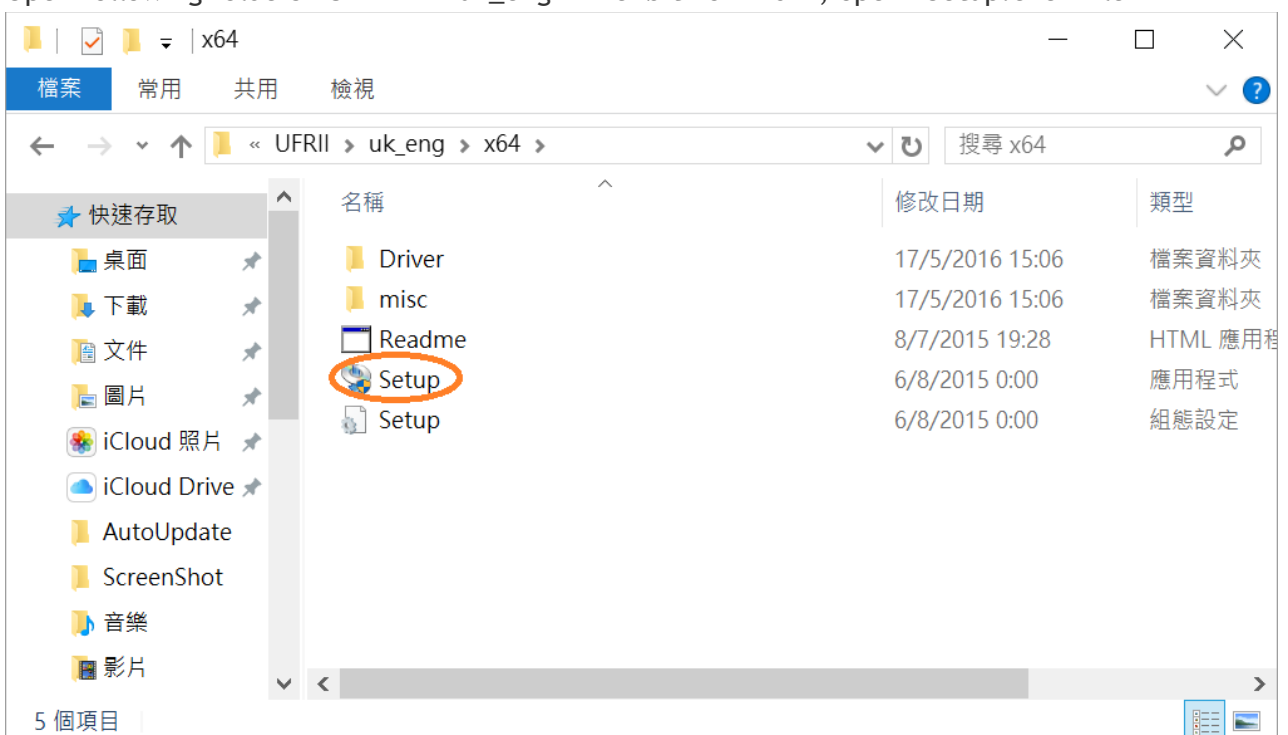 x64
檔案 常用 共用 檢視
« UFRII › uk_eng › x64 › 搜尋 x64
名稱 修改日期 類型
快速存取
桌面
下載
文件
圖片
iCloud 照片
iCloud Drive
AutoUpdate
ScreenShot
音樂
影片
Driver 17/5/2016 15:06 檔案資料夾
misc 17/5/2016 15:06 檔案資料夾
Readme 8/7/2015 19:28 HTML 應用程
Setup 6/8/2015 0:00 應用程式
Setup 6/8/2015 0:00 組態設定
5 個項目